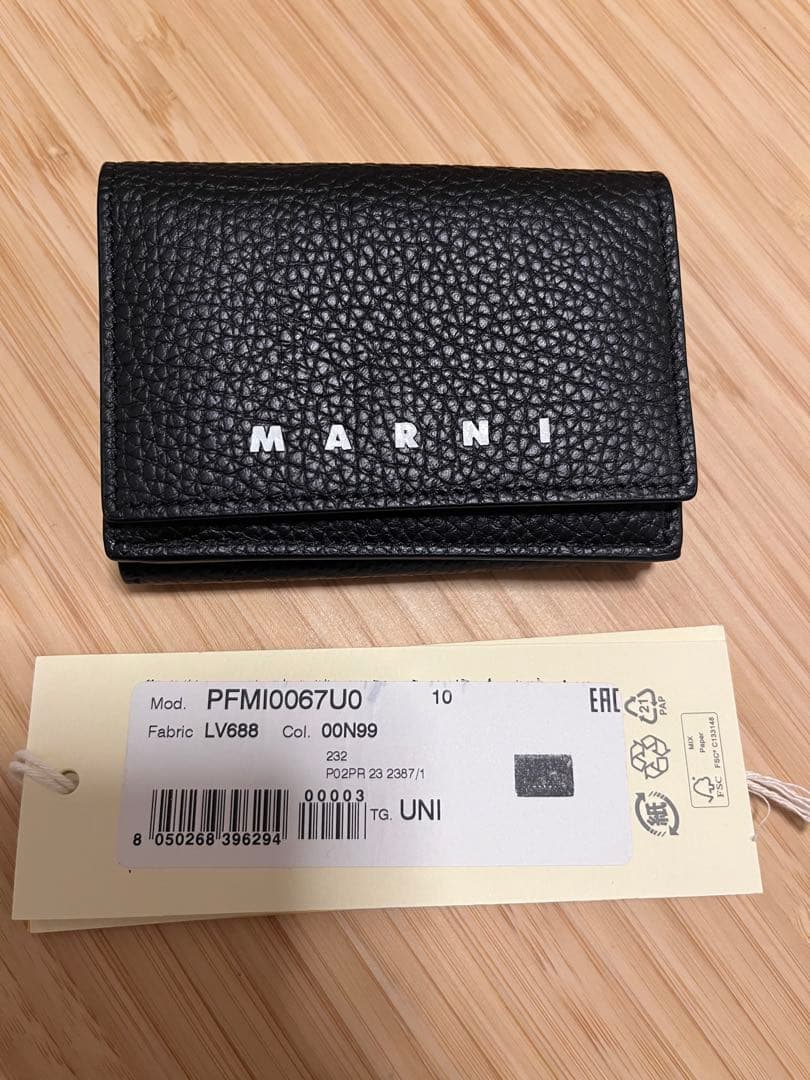 MARNI
Mod. PFMI0067U0 10
Fabric LV688 Col. 00N99
232
P02PR 23 2387/1
00003
TG. UNI
8 050268 396294
EAC
21
PAP
紙
MIX
Paper
FSC® C133148
FSC